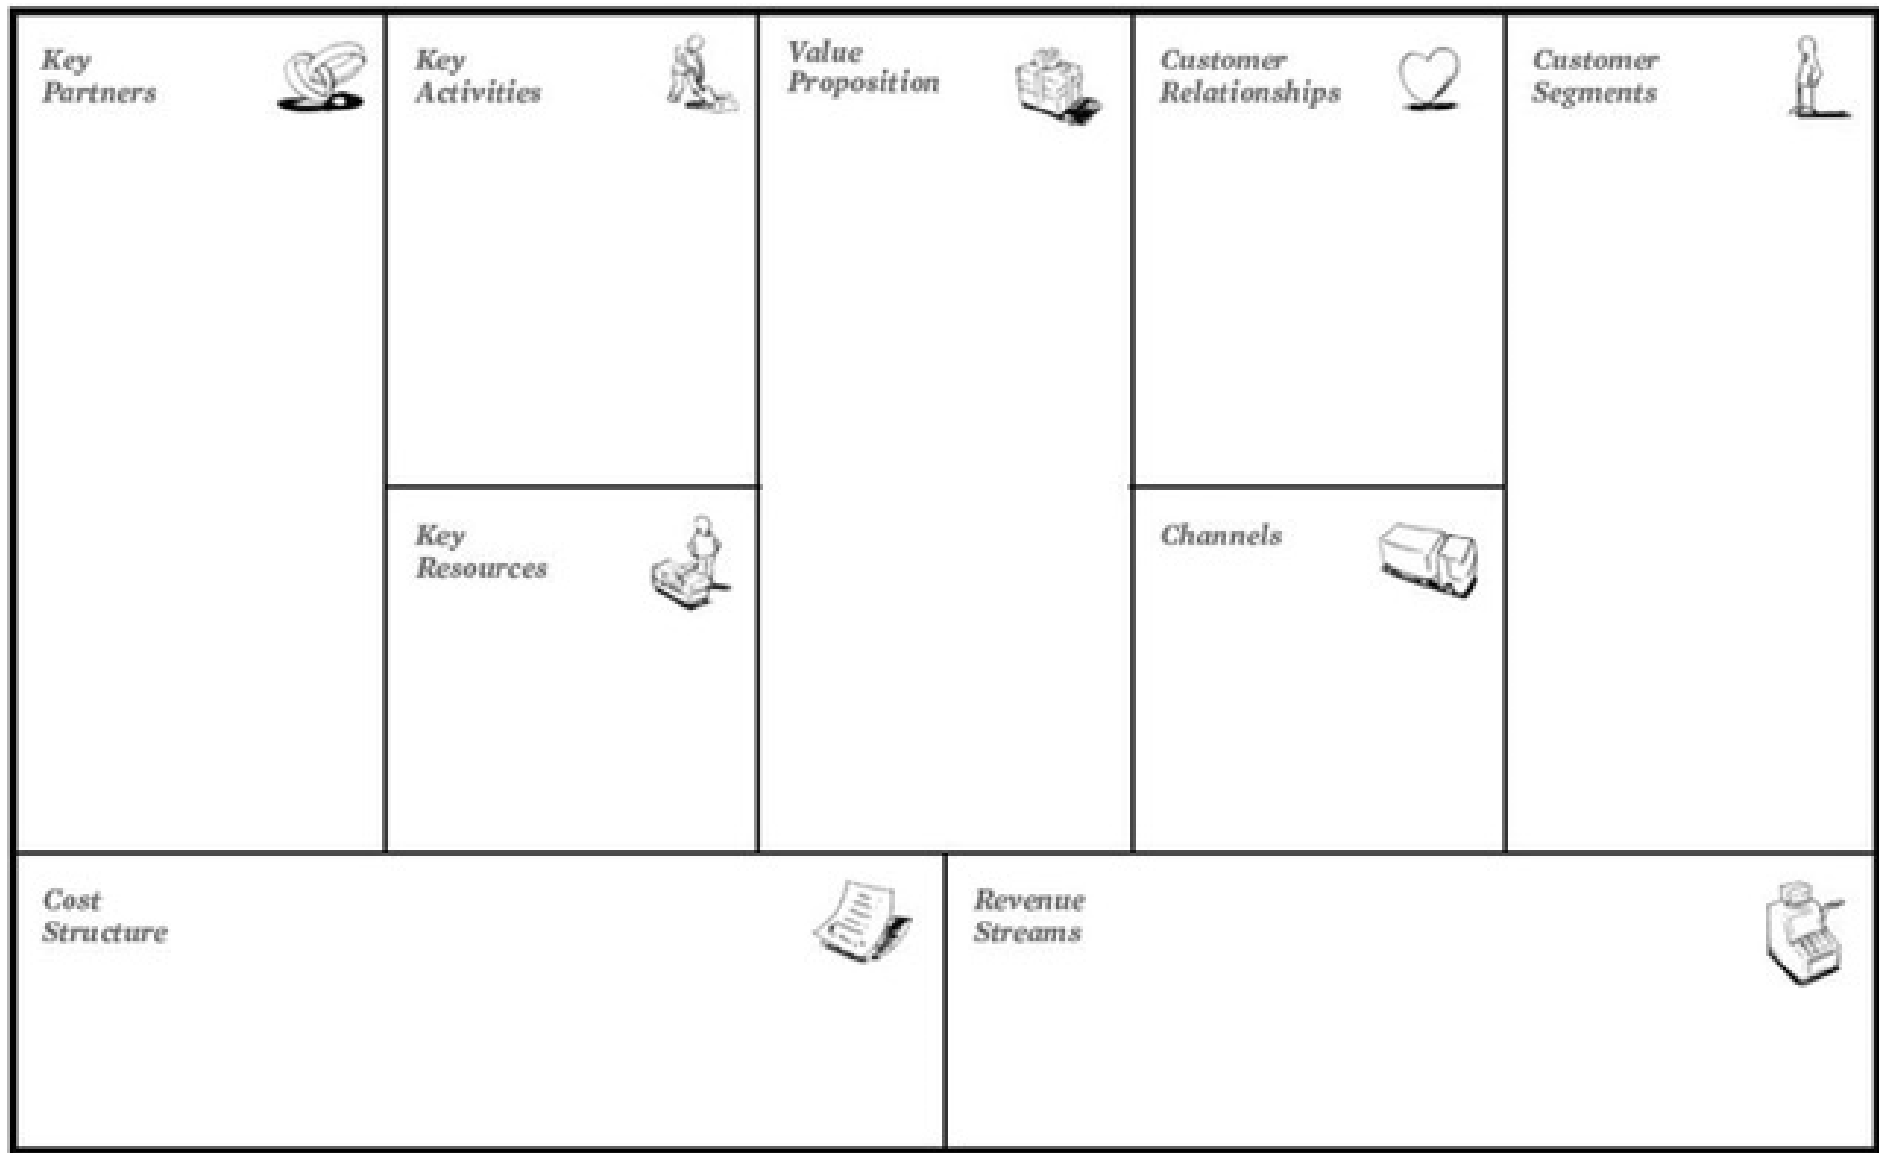 Key
Partners
Key
Activities
Value
Proposition
Customer
Relationships
Customer
Segments
Key
Resources
Channels
Cost
Structure
Revenue
Streams